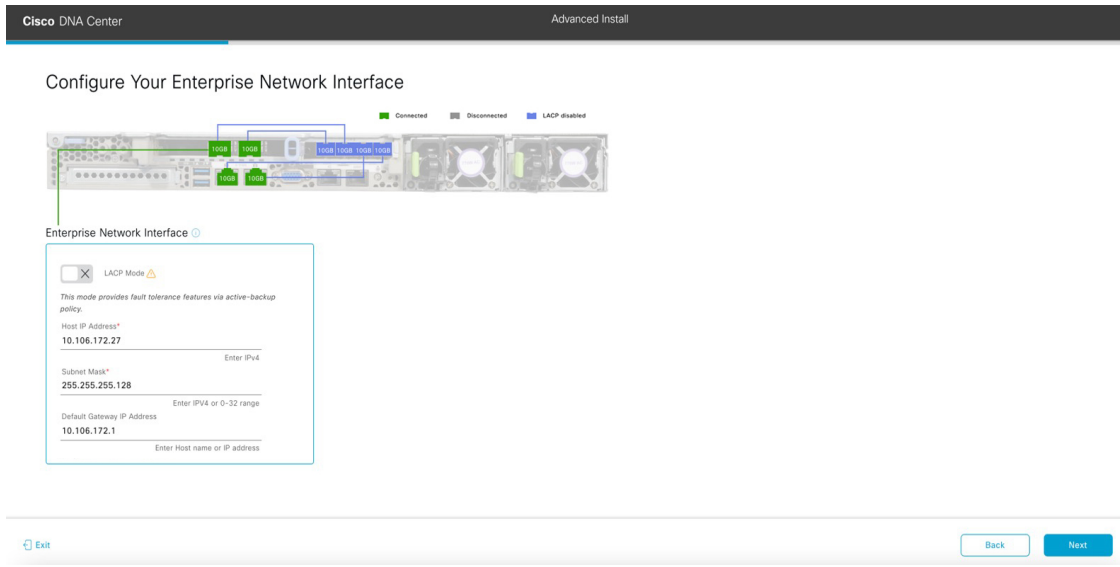 Cisco DNA Center
Advanced Install
Configure Your Enterprise Network Interface
Connected
Disconnected
LACP disabled
10GB 10GB
10GB 10GB 10GB 10GB
10GB 10GB
Enterprise Network Interface
LACP Mode
This mode provides fault tolerance features via active-backup
policy.
Host IP Address*
10.106.172.27
Enter IPv4
Subnet Mask*
255.255.255.128
Enter IPV4 or 0-32 range
Default Gateway IP Address
10.106.172.1
Enter Host name or IP address
Exit
Back
Next